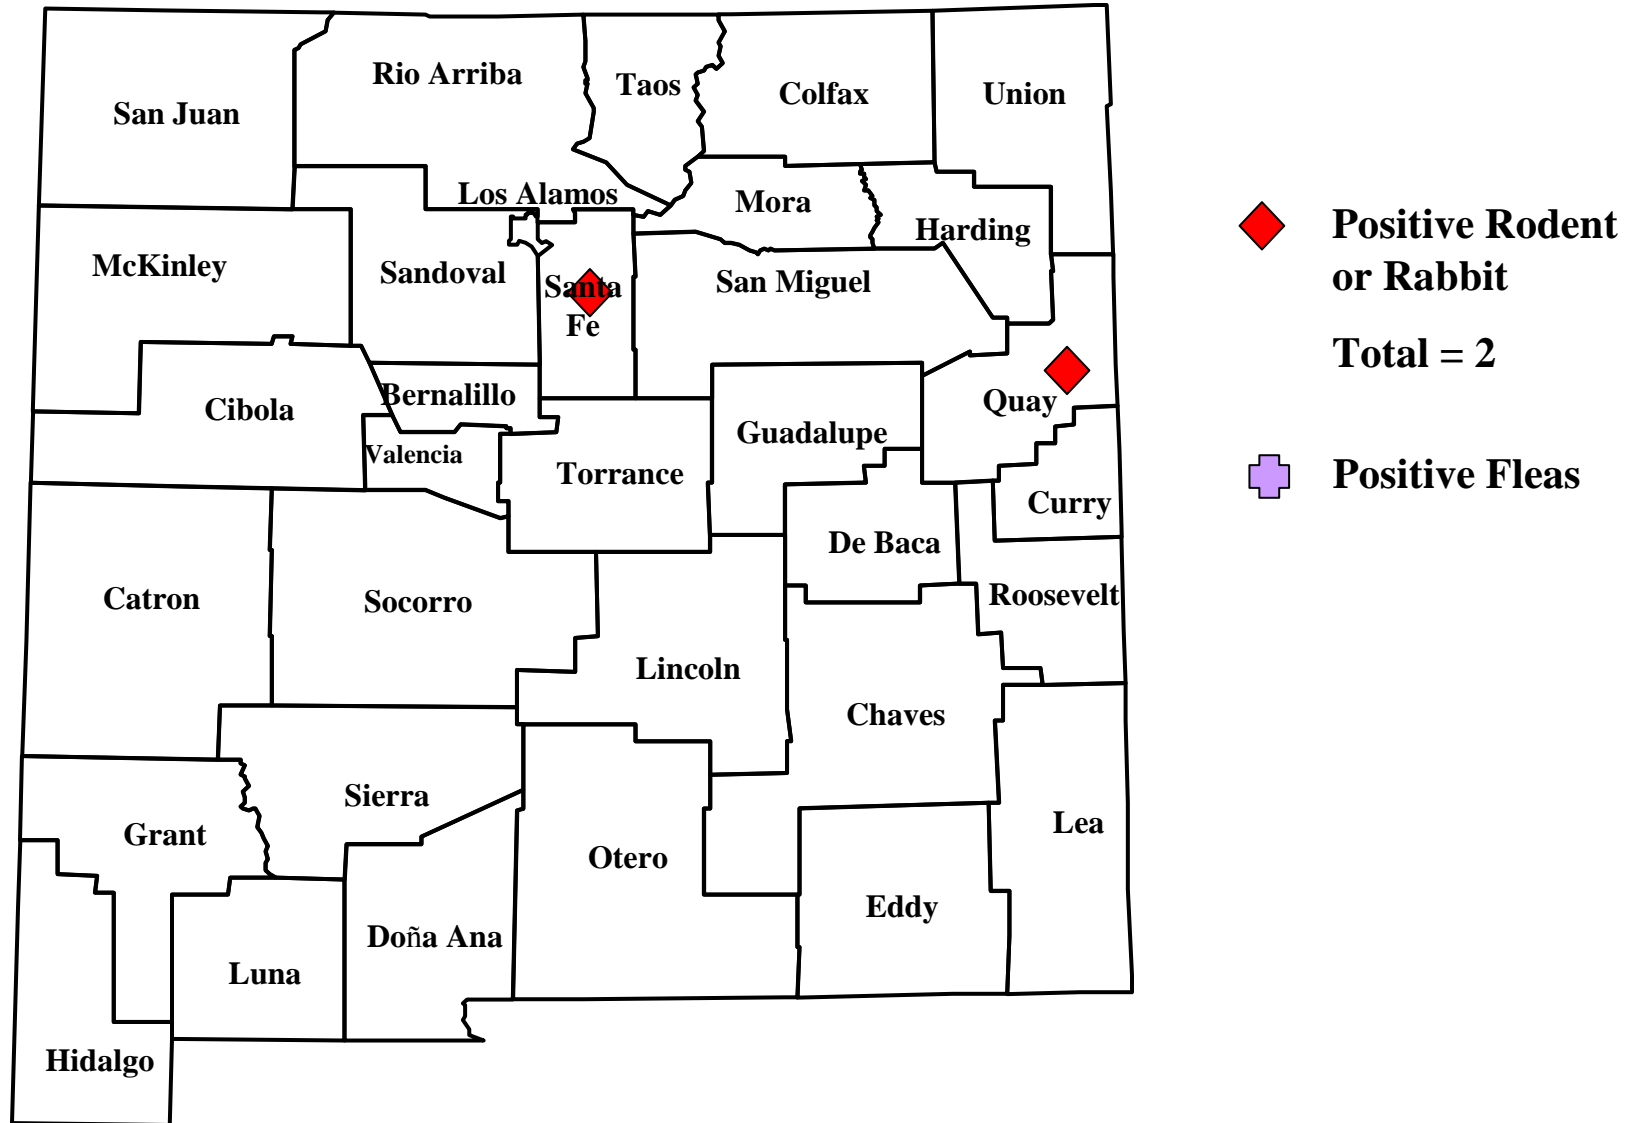 Rio Arriba
Taos
Colfax
Union
San Juan
Los Alamos
Mora
Harding
McKinley
Sandoval
Santa
Fe
San Miguel
Cibola
Bernalillo
Valencia
Torrance
Guadalupe
Quay
Curry
De Baca
Roosevelt
Catron
Socorro
Lincoln
Chaves
Sierra
Grant
Otero
Lea
Eddy
Doña Ana
Luna
Hidalgo
Positive Rodent
or Rabbit
Total = 2
Positive Fleas